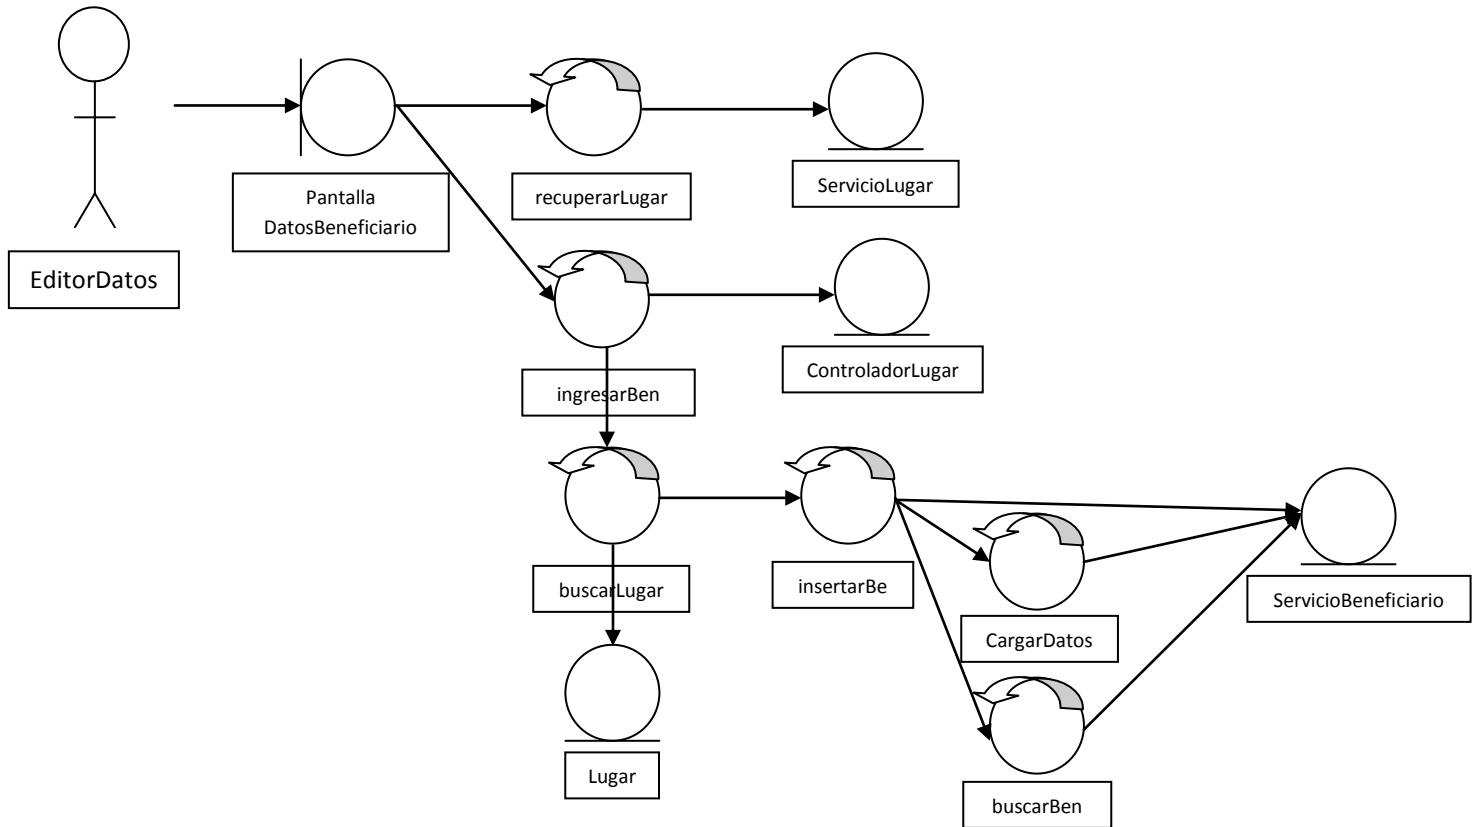 Pantalla
DatosBeneficiario
recuperarLugar
ServicioLugar
EditorDatos
ingresarBen
ControladorLugar
buscarLugar
insertarBe
CargarDatos
ServicioBeneficiario
Lugar
buscarBen